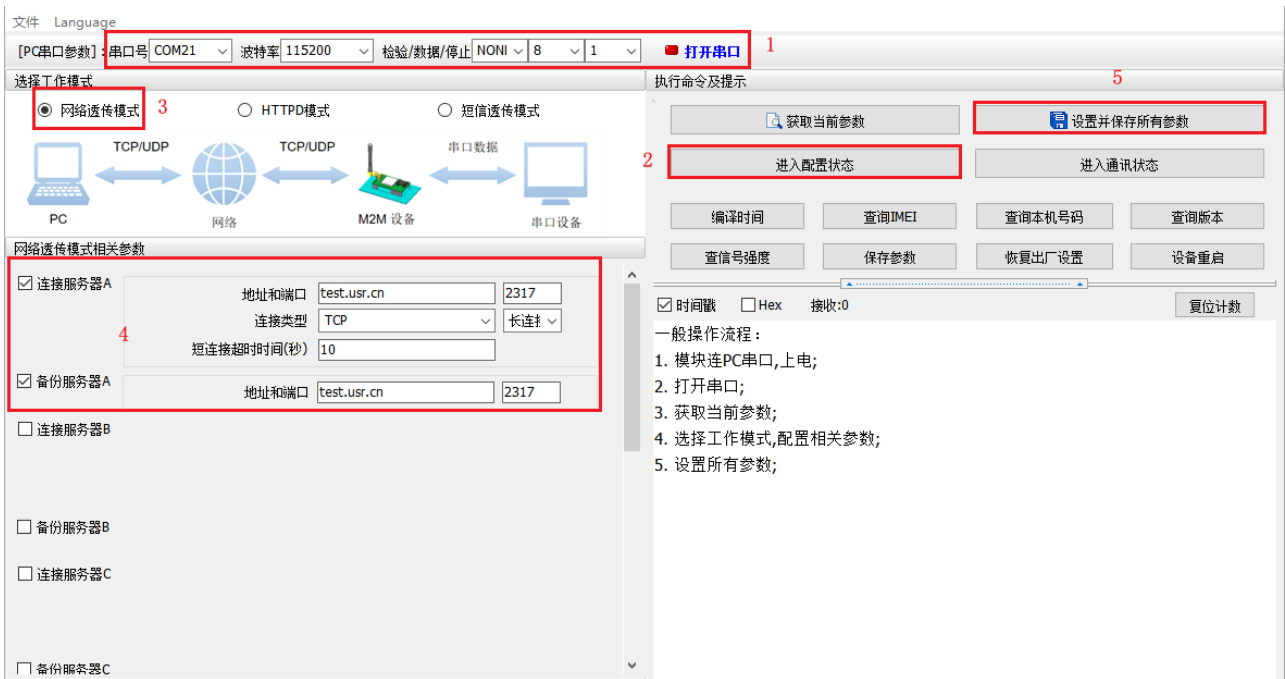 文件 Language
[PC串口参数]:串口号 COM21 波特率 115200 检验/数据/停止 NONI 8 1 打开串口 1
选择工作模式
网络透传模式 3 HTTPD模式 短信透传模式
TCP/UDP TCP/UDP 串口数据
PC 网络 M2M 设备 串口设备
网络透传模式相关参数
连接服务器A
地址和端口 test.usr.cn 2317
连接类型 TCP 长连接
4
短连接超时时间(秒) 10
备份服务器A
地址和端口 test.usr.cn 2317
连接服务器B
备份服务器B
连接服务器C
备份服务器C
执行命令及提示 5
获取当前参数 设置并保存所有参数
2 进入配置状态 进入通讯状态
编译时间 查询IMEI 查询本机号码 查询版本
查信号强度 保存参数 恢复出厂设置 设备重启
时间戳 Hex 接收:0 复位计数
一般操作流程:
1. 模块连PC串口,上电;
2. 打开串口;
3. 获取当前参数;
4. 选择工作模式,配置相关参数;
5. 设置所有参数;